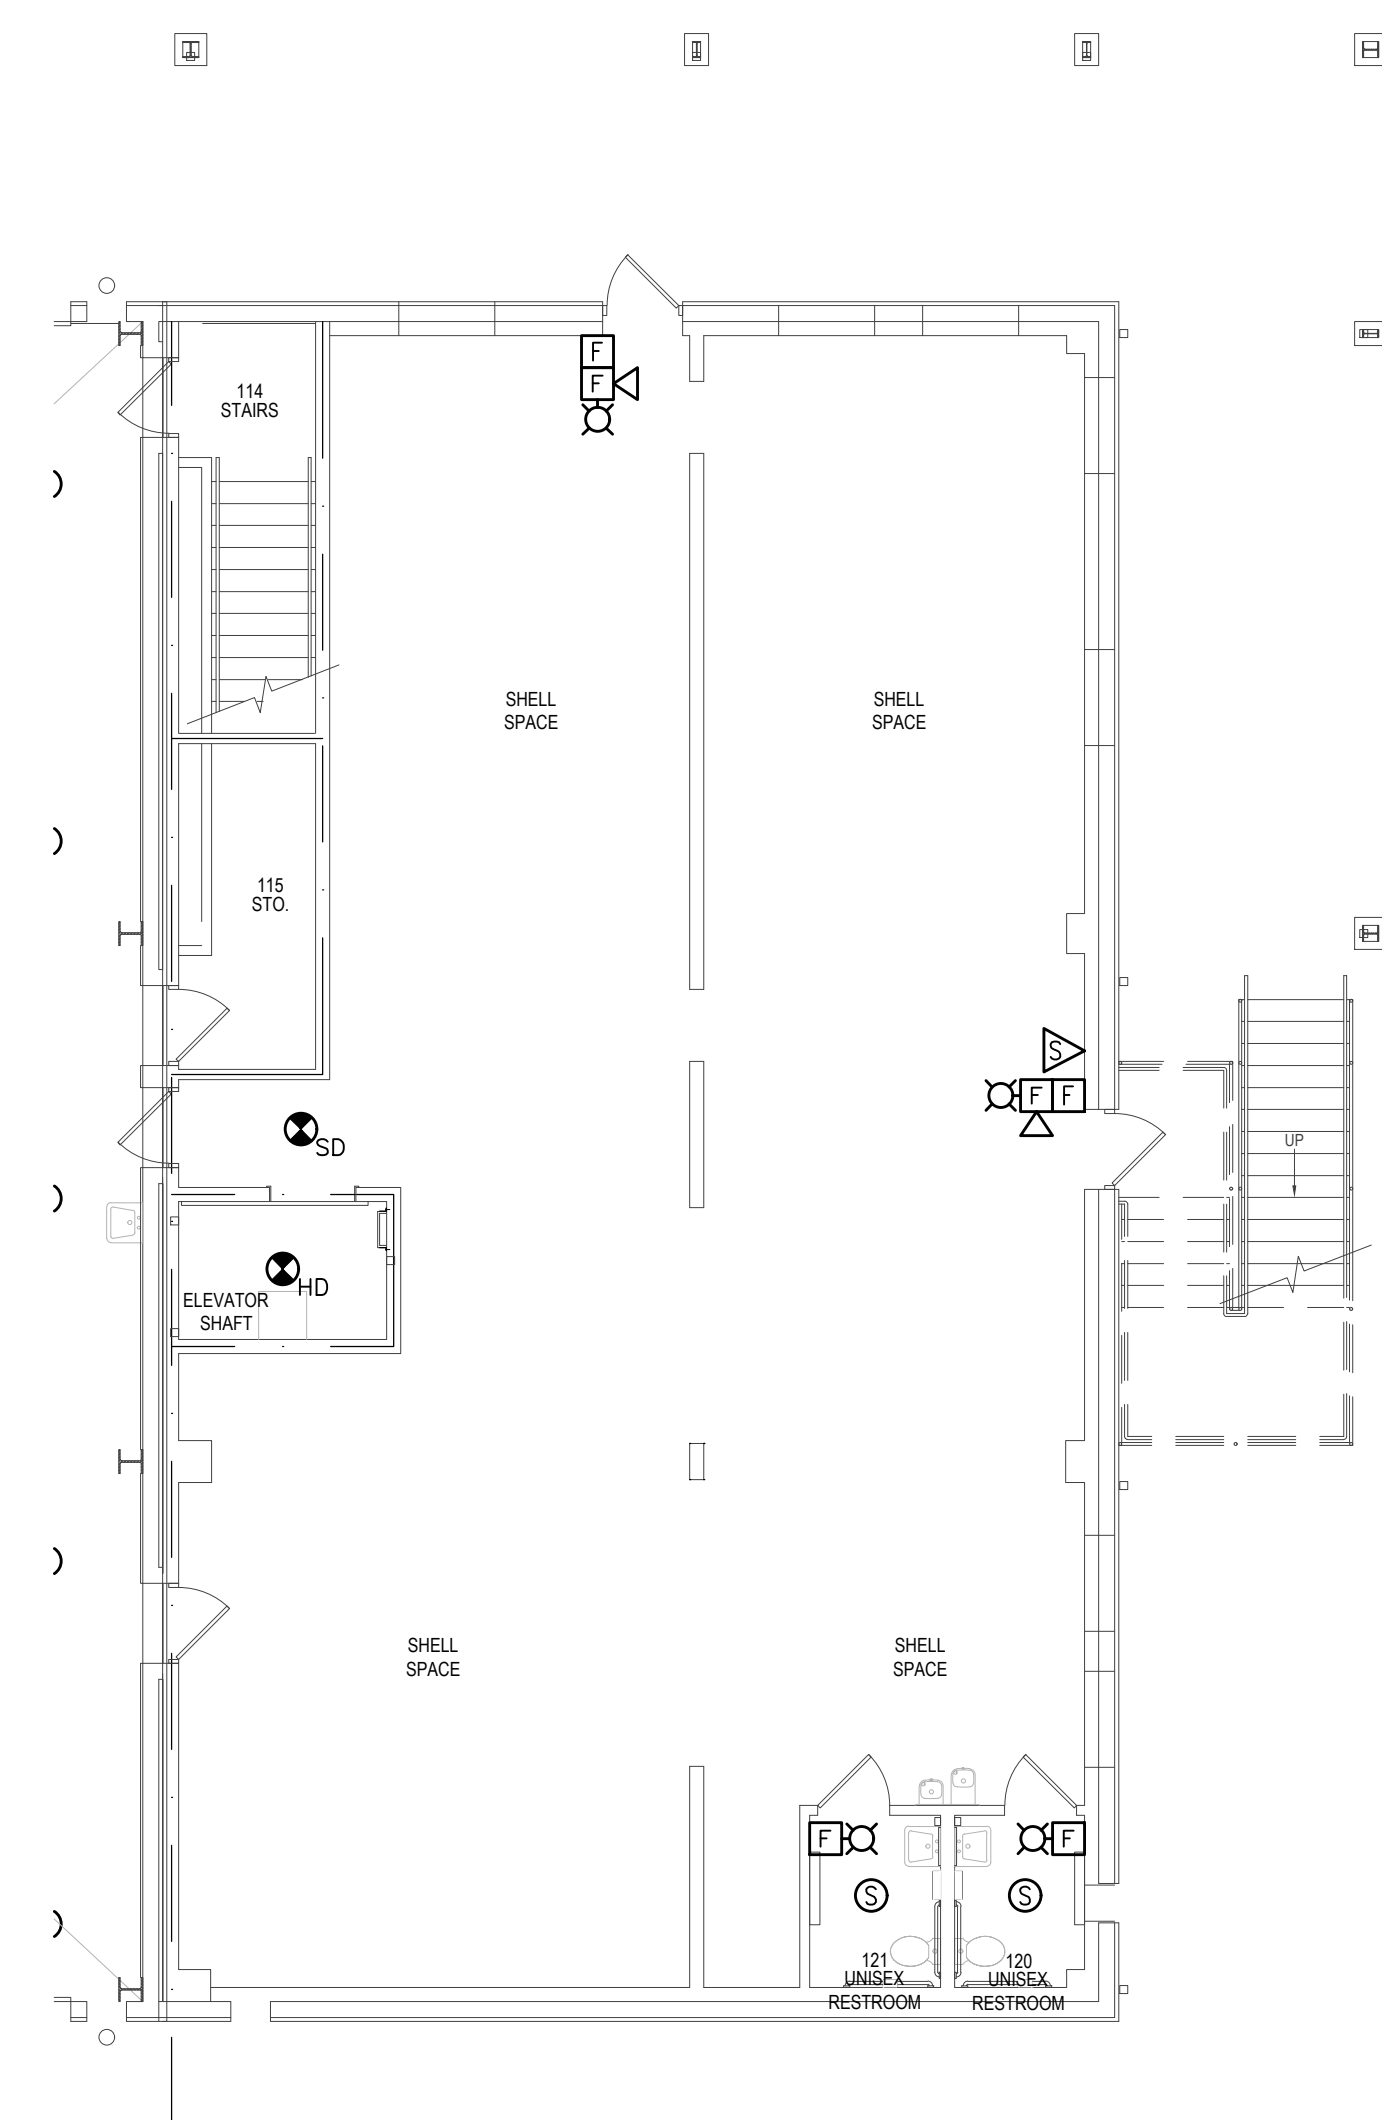 F
114
STAIRS
F
SHELL
SPACE
SHELL
SPACE
115
STO.
S
F F
SD
UP
HD
ELEVATOR
SHAFT
SHELL
SPACE
SHELL
SPACE
F
F
S
S
121
UNISEX
RESTROOM
120
UNISEX
RESTROOM